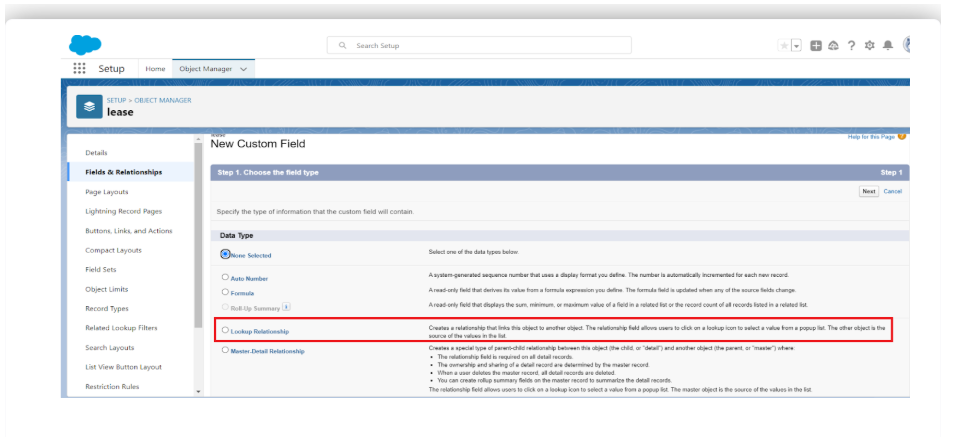 Search Setup
Setup
Home
Object Manager
SETUP > OBJECT MANAGER
lease
Details
Fields & Relationships
Page Layouts
Lightning Record Pages
Buttons, Links, and Actions
Compact Layouts
Field Sets
Object Limits
Record Types
Related Lookup Filters
Search Layouts
List View Button Layout
Restriction Rules
lease
New Custom Field
Help for this Page
Step 1. Choose the field type
Step 1
Next
Cancel
Specify the type of information that the custom field will contain.
Data Type
None Selected
Select one of the data types below.
Auto Number
A system-generated sequence number that uses a display format you define. The number is automatically incremented for each new record.
Formula
A read-only field that derives its value from a formula expression you define. The formula field is updated when any of the source fields change.
Roll-Up Summary
A read-only field that displays the sum, minimum, or maximum value of a field in a related list or the record count of all records listed in a related list.
Lookup Relationship
Creates a relationship that links this object to another object. The relationship field allows users to click on a lookup icon to select a value from a popup list. The other object is the
source of the values in the list.
Master-Detail Relationship
Creates a special type of parent-child relationship between this object (the child, or "detail") and another object (the parent, or "master") where:
• The relationship field is required on all detail records.
• The ownership and sharing of a detail record are determined by the master record.
• When a user deletes the master record, all detail records are deleted.
• You can create rollup summary fields on the master record to summarize the detail records.
The relationship field allows users to click on a lookup icon to select a value from a popup list. The master object is the source of the values in the list.